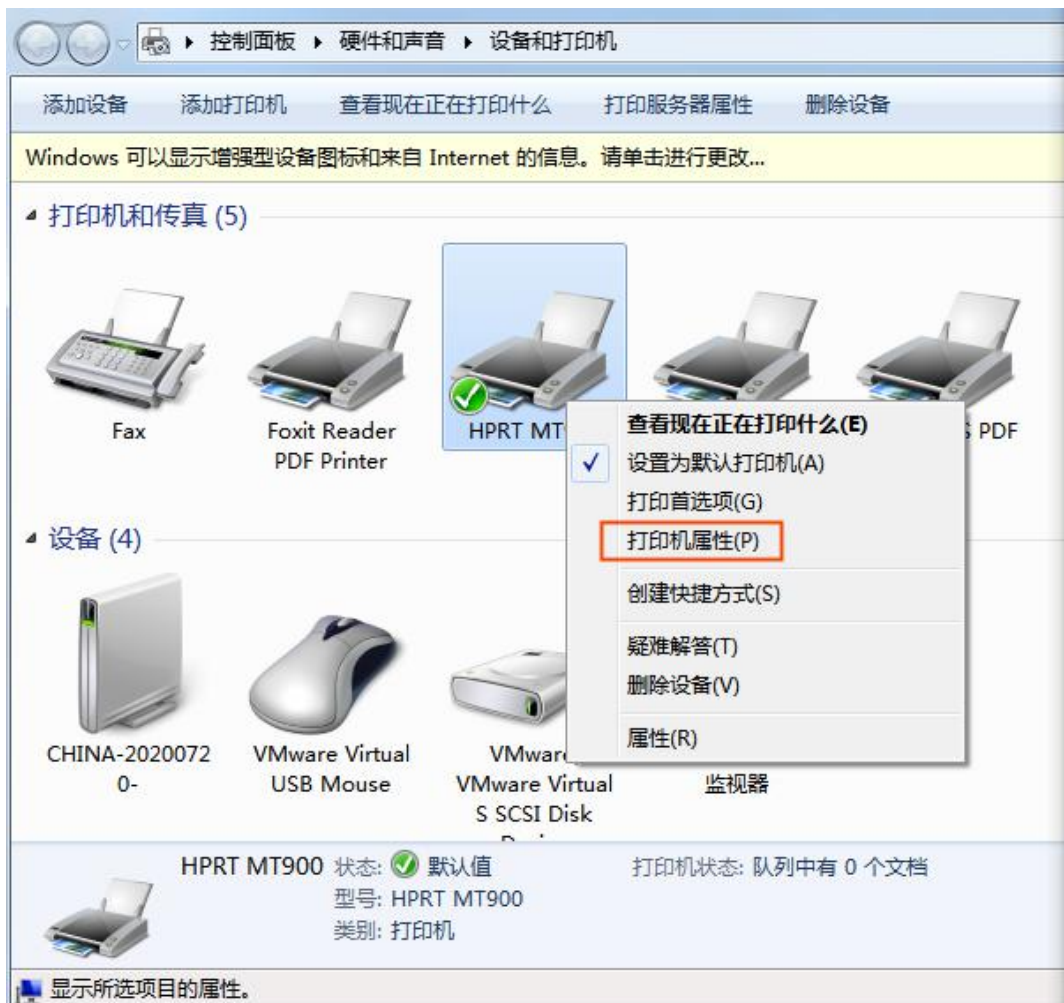 控制面板 ▸ 硬件和声音 ▸ 设备和打印机
添加设备 添加打印机 查看现在正在打印什么 打印服务器属性 删除设备
Windows 可以显示增强型设备图标和来自 Internet 的信息。请单击进行更改...
打印机和传真 (5)
Fax
Foxit Reader
PDF Printer
HPRT MT
PDF
查看现在正在打印什么(E)
设置为默认打印机(A)
打印首选项(G)
打印机属性(P)
创建快捷方式(S)
疑难解答(T)
删除设备(V)
属性(R)
设备 (4)
CHINA-2020072
0-
VMware Virtual
USB Mouse
VMware
VMware Virtual
S SCSI Disk
监视器
HPRT MT900 状态: 默认值 打印机状态: 队列中有 0 个文档
型号: HPRT MT900
类别: 打印机
显示所选项目的属性。